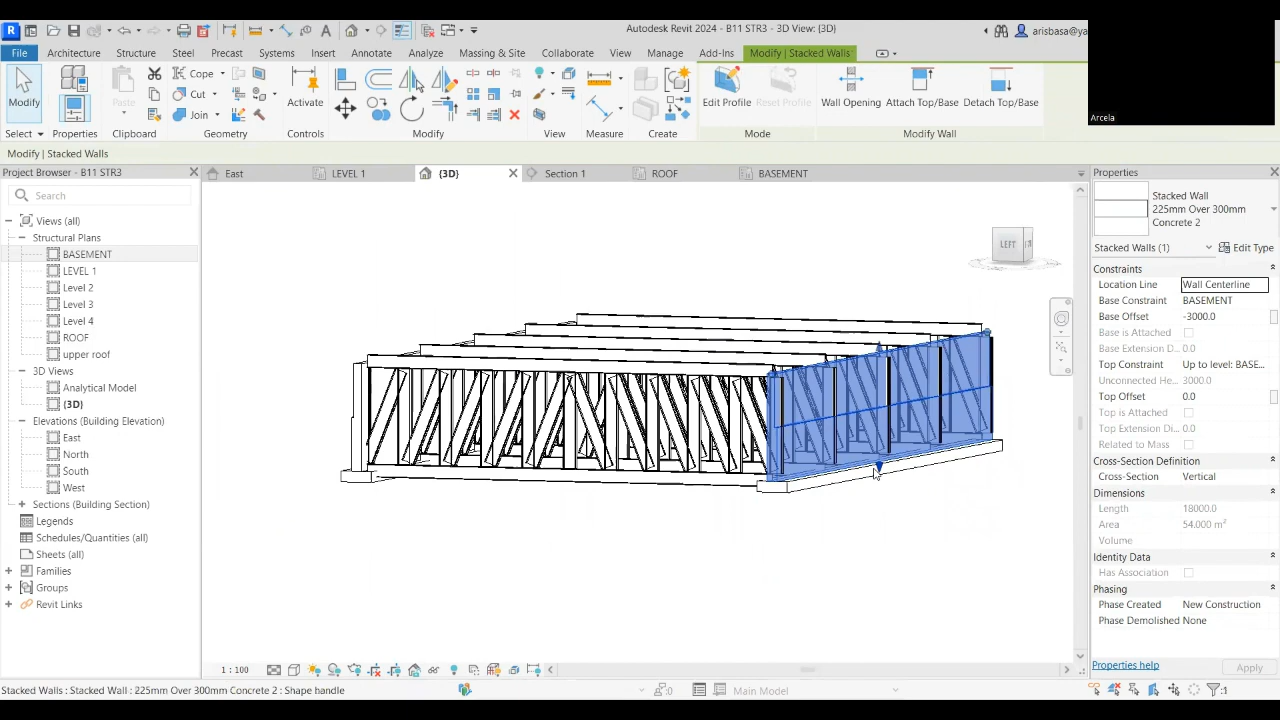 Autodesk Revit 2024 - B11 STR3 - 3D View: {3D}
arisbasa@ya
File Architecture Structure Steel Precast Systems Insert Annotate Analyze Massing & Site Collaborate View Manage Addins Modify | Stacked Walls
Modify
Cope
Cut
Join
Paste
Activate
Edit Profile
Reset Profile
Wall Opening
Attach Top/Base
Detach Top/Base
Select
Properties
Clipboard
Geometry
Controls
Modify
View
Measure
Create
Mode
Modify Wall
Arcela
Modify | Stacked Walls
Project Browser - B11 STR3
Search
Views (all)
Structural Plans
BASEMENT
LEVEL 1
Level 2
Level 3
Level 4
ROOF
upper roof
3D Views
Analytical Model
{3D}
Elevations (Building Elevation)
East
North
South
West
Sections (Building Section)
Legends
Schedules/Quantities (all)
Sheets (all)
Families
Groups
Revit Links
East
LEVEL 1
{3D}
Section 1
ROOF
BASEMENT
LEFT
Properties
Stacked Wall
225mm Over 300mm
Concrete 2
Stacked Walls (1)
Edit Type
Constraints
Location Line Wall Centerline
Base Constraint BASEMENT
Base Offset -3000.0
Base is Attached
Base Extension D... 0.0
Top Constraint Up to level: BASE...
Unconnected He... 3000.0
Top Offset 0.0
Top is Attached
Top Extension Di... 0.0
Related to Mass
Cross-Section Definition
Cross-Section Vertical
Dimensions
Length 18000.0
Area 54.000 m²
Volume
Identity Data
Has Association
Phasing
Phase Created New Construction
Phase Demolished None
Properties help
Apply
1 : 100
Stacked Walls : Stacked Wall : 225mm Over 300mm Concrete 2 : Shape handle
:0
Main Model
:1